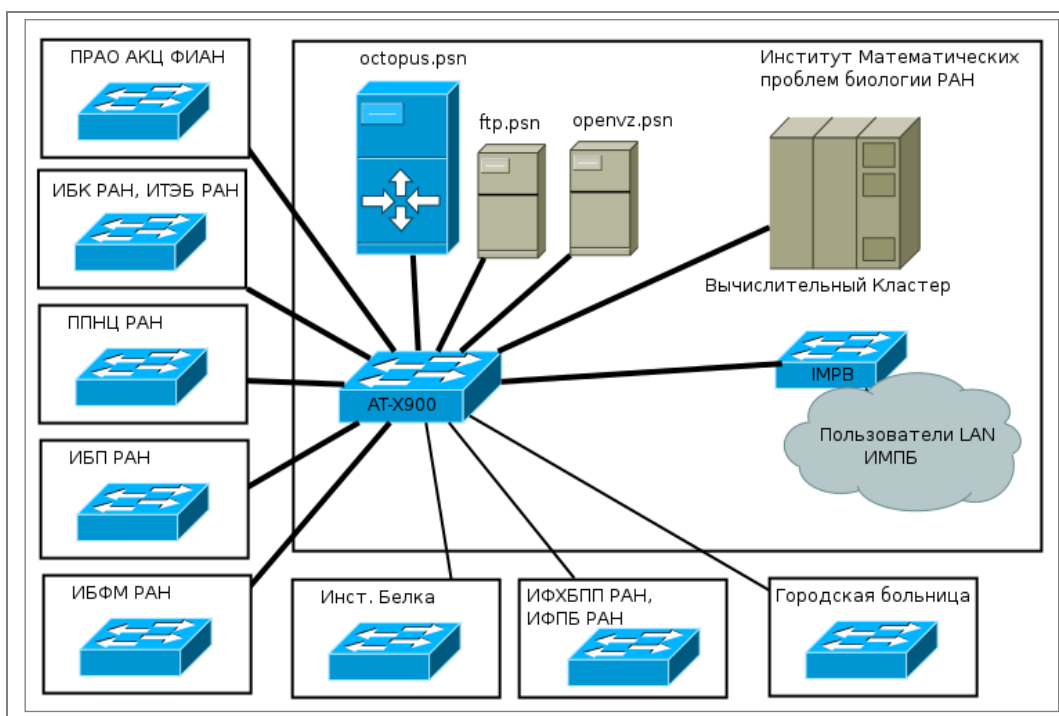 ПРАО АКЦ ФИАН
octopus.psn
Институт Математических
проблем биологии РАН
ftp.psn
openvz.psn
ИБК РАН, ИТЭБ РАН
Вычислительный Кластер
ППНЦ РАН
AT-X900
IMPB
Пользователи LAN
ИМПБ
ИБП РАН
ИБФМ РАН
Инст. Белка
ИФХБПП РАН,
ИФПБ РАН
Городская больница